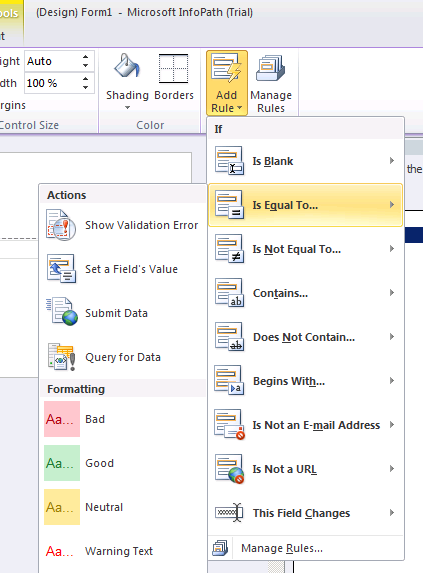 ols
(Design) Form1 - Microsoft InfoPath (Trial)
t
ight Auto
dth 100 %
argins
Control Size
Shading Borders
Color
Add Rule
Manage Rules
If
Is Blank
the
Actions
Show Validation Error
Set a Field's Value
Submit Data
Query for Data
Formatting
Aa... Bad
Aa... Good
Aa... Neutral
Aa... Warning Text
Is Equal To...
Is Not Equal To...
Contains...
Does Not Contain...
Begins With...
Is Not an E-mail Address
Is Not a URL
This Field Changes
Manage Rules...